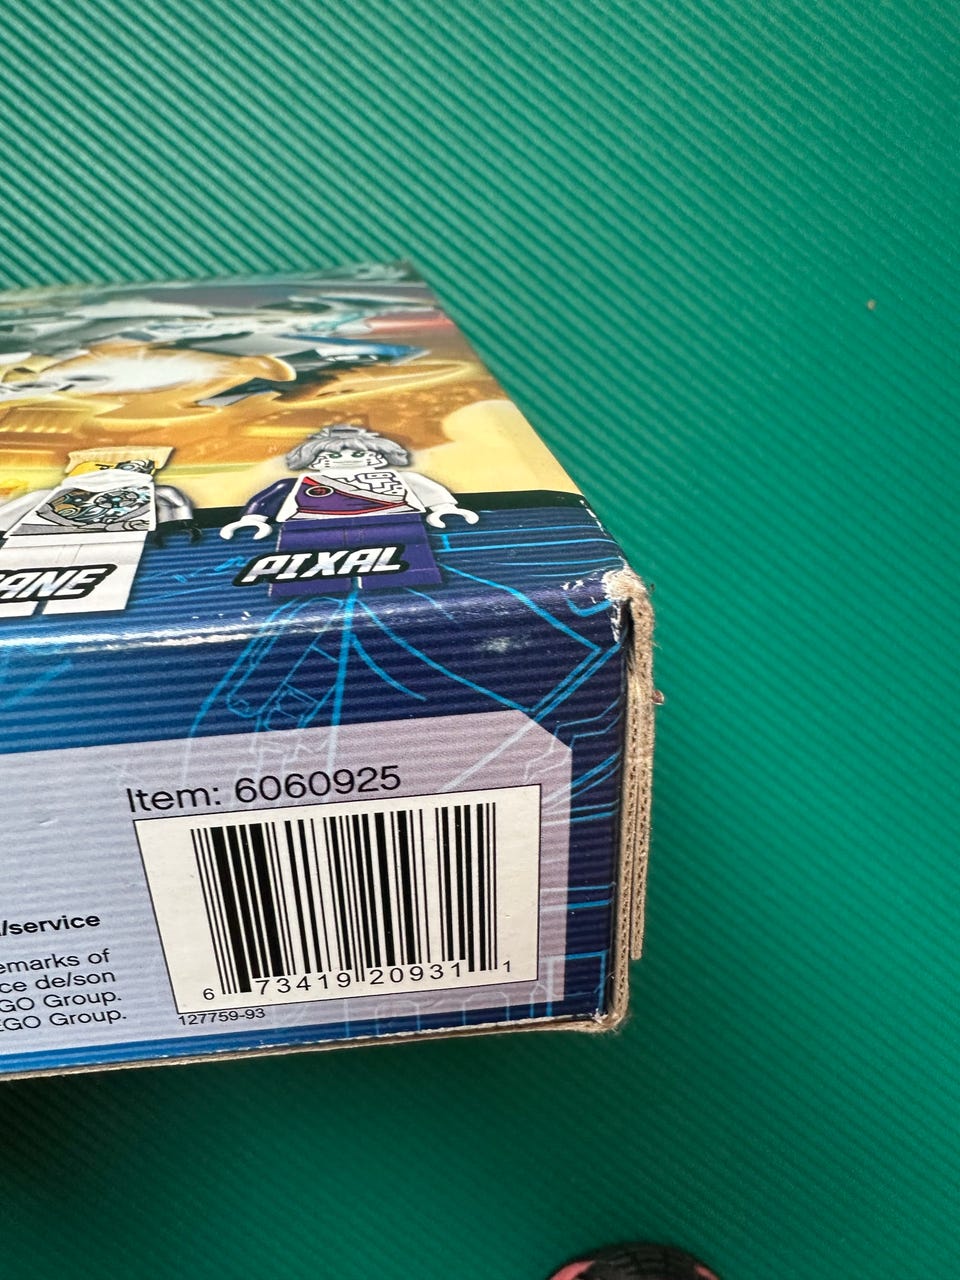 ANE
PIXAL
Item: 6060925
/service
emarks of
ce de/son
GO Group.
EGO Group.
6 73419 20931 1
127759-93